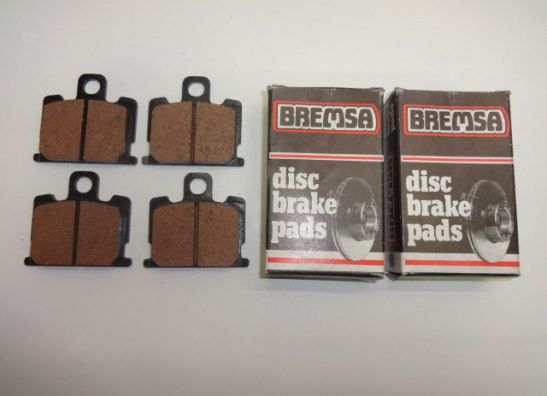 BREMSA
disc
brake
pads
BREMSA
disc
brake
pads